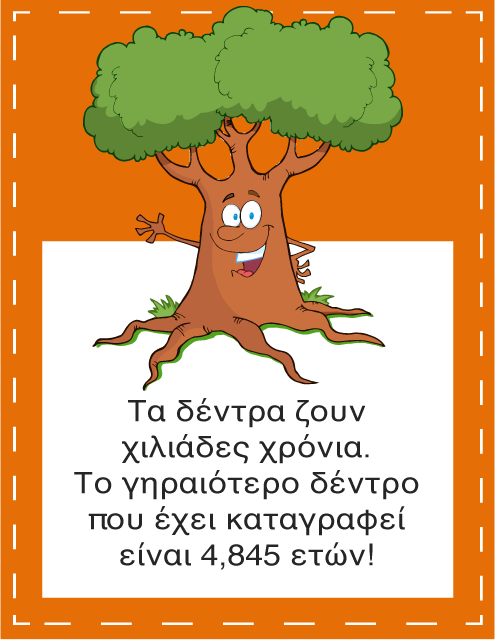 Τα δέντρα ζουν
χιλιάδες χρόνια.
Το γηραιότερο δέντρο
που έχει καταγραφεί
είναι 4,845 ετών!